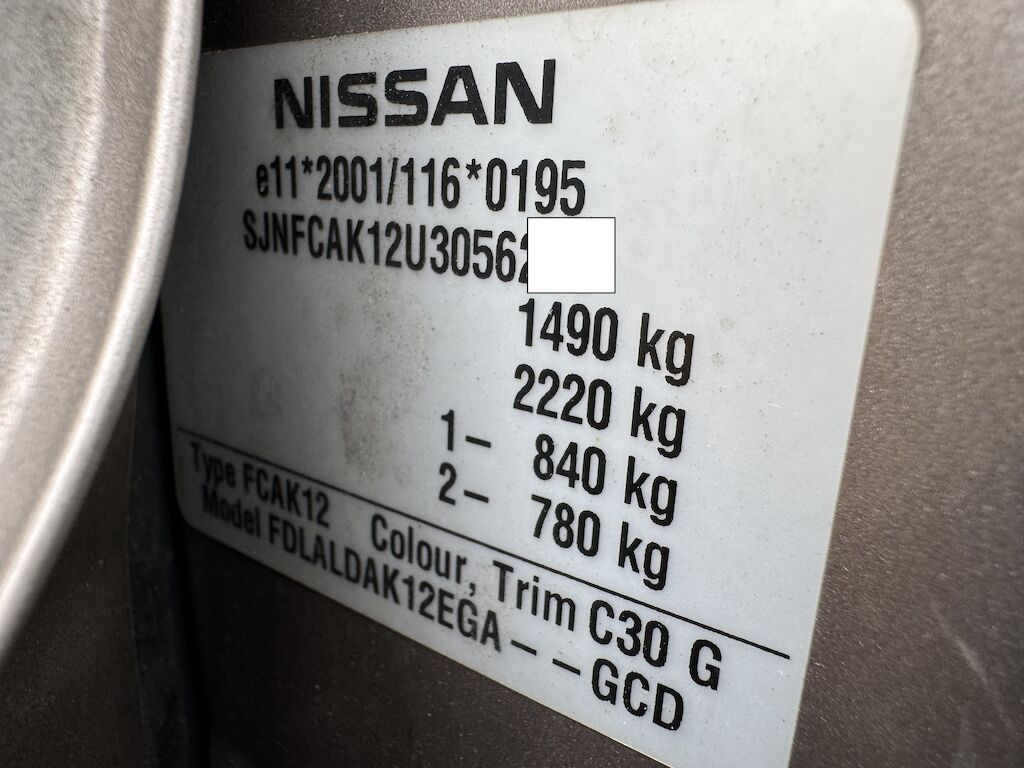 NISSAN
e11*2001/116*0195
SJNFCAK12U30562
1490 kg
2220 kg
1– 840 kg
2– 780 kg
Type FCAK12 Colour, Trim C30 G
Model FDLALDAK12EGA – –GCD